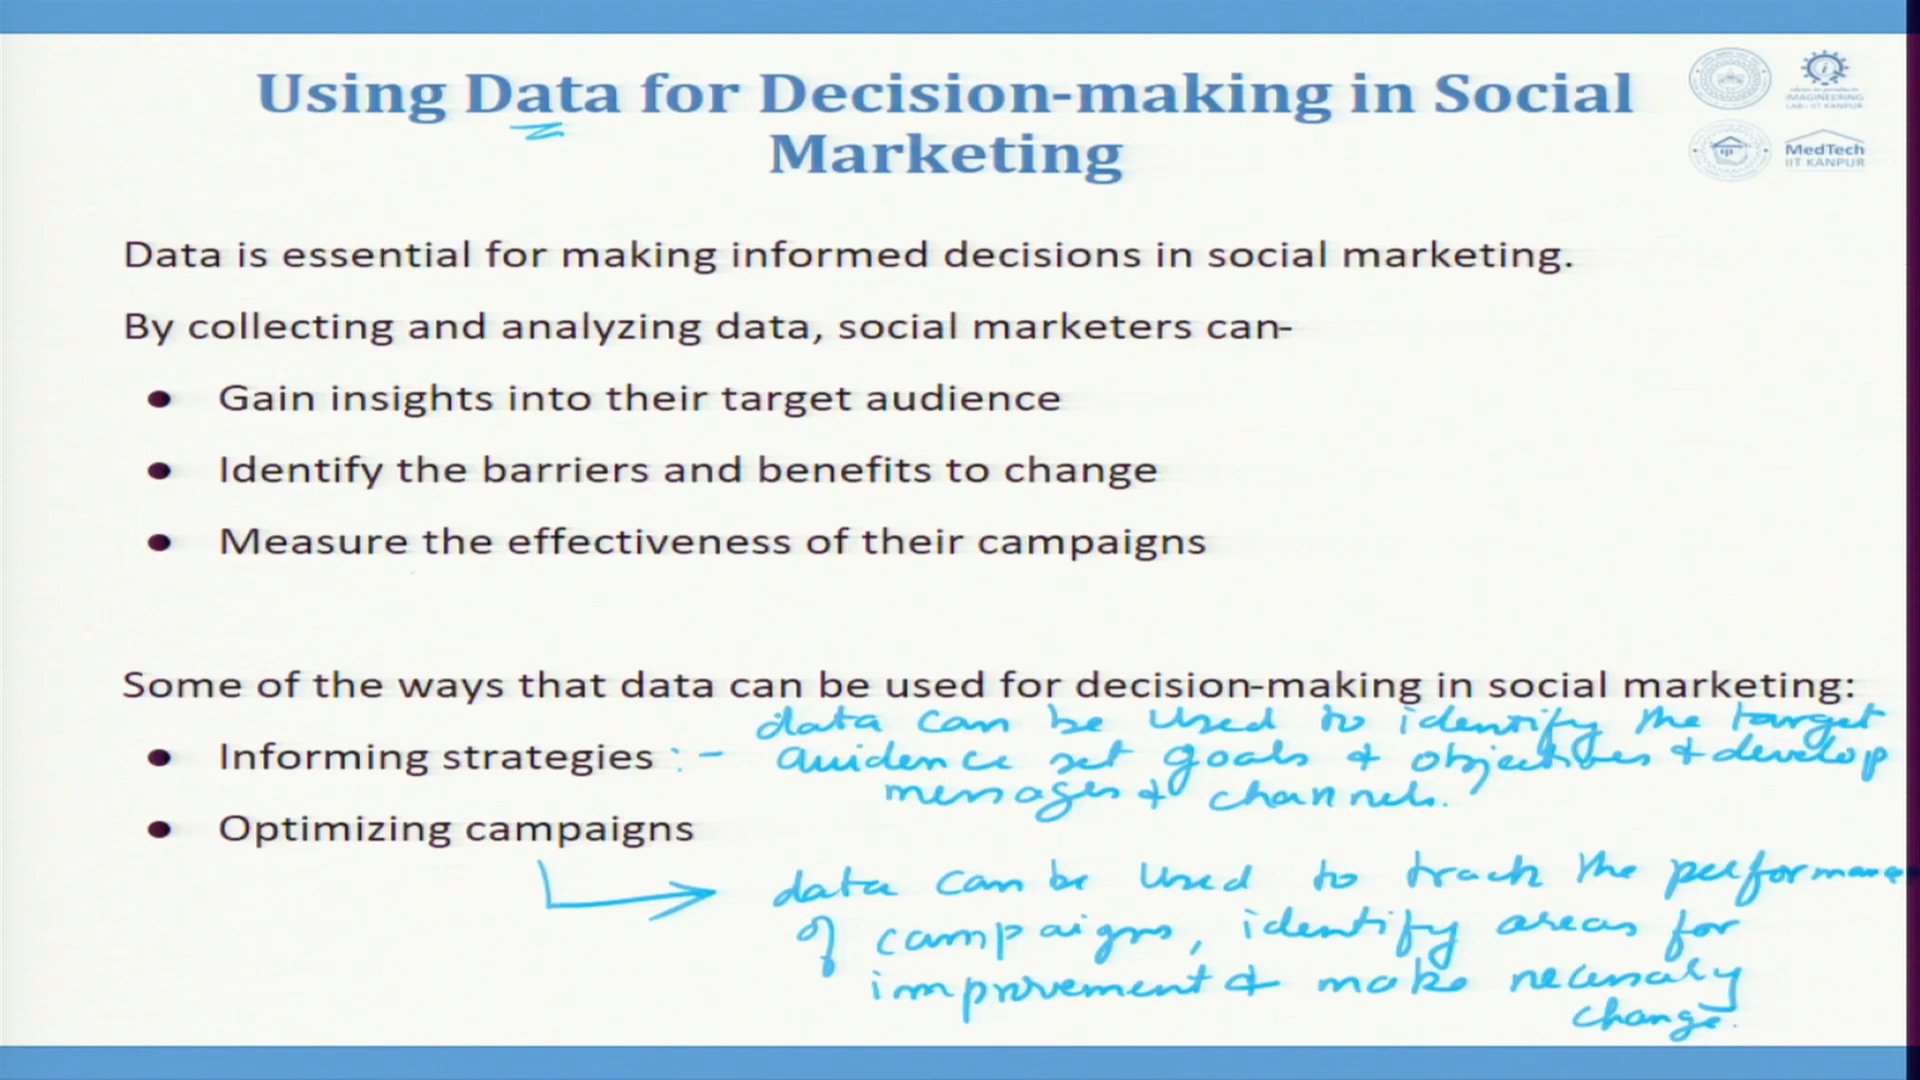 Using Data for Decision-making in Social
Marketing
IMAGINEERING
LAB IIT KANPUR
MedTech
IIT KANPUR
Data is essential for making informed decisions in social marketing.
By collecting and analyzing data, social marketers can-
● Gain insights into their target audience
● Identify the barriers and benefits to change
● Measure the effectiveness of their campaigns
Some of the ways that data can be used for decision-making in social marketing:
data can be used to identify the target
● Informing strategies :- auidence set goals & objectives & develop
messages & channels.
● Optimizing campaigns
data can be used to track the performance
of campaigns, identify areas for
improvement & make necessary
change.